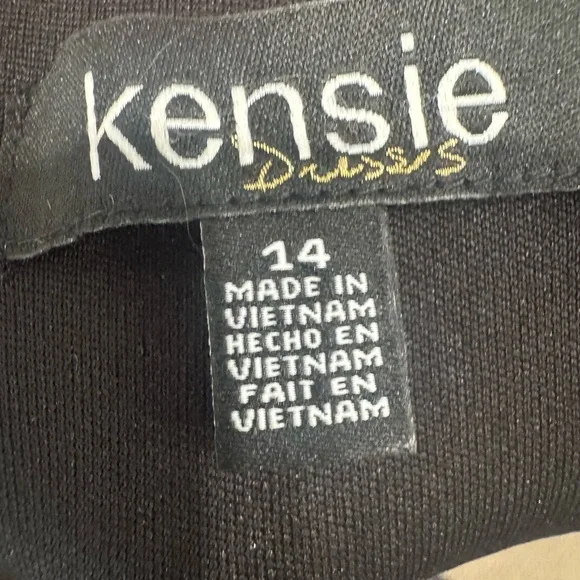 kensie
Dresses
14
MADE IN
VIETNAM
HECHO EN
VIETNAM
FAIT EN
VIETNAM